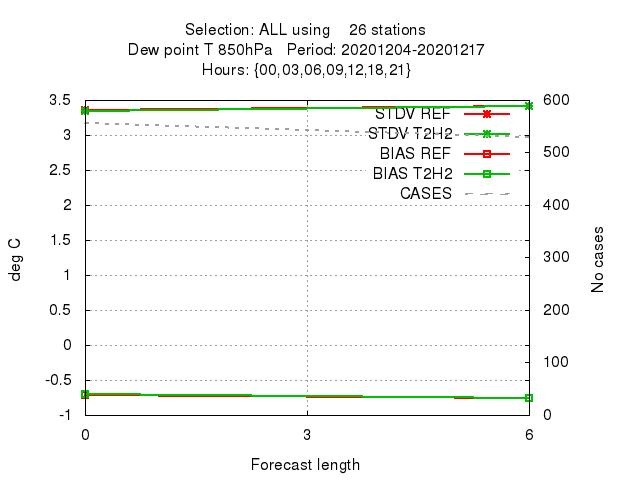 Selection: ALL using    26 stations
Dew point T 850hPa   Period: 20201204-20201217
Hours: {00,03,06,09,12,18,21}
3.5
3
2.5
2
1.5
1
0.5
0
-0.5
-1
deg C
600
500
400
300
200
100
0
No cases
STDV REF
STDV T2H2
BIAS REF
BIAS T2H2
CASES
0 3 6
Forecast length